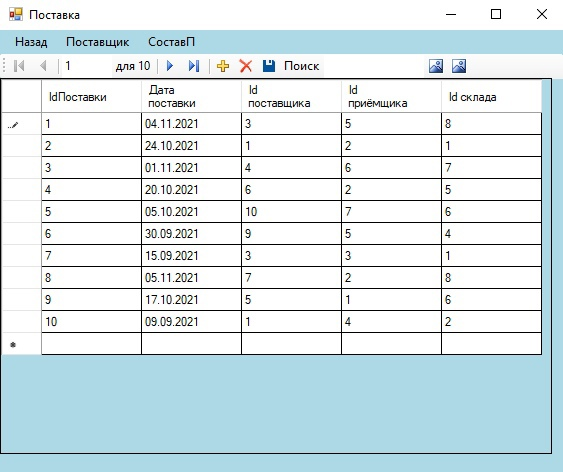 Поставка
Назад Поставщик СоставП
1 для 10 Поиск
IdПоставки Дата поставки Id поставщика Id приёмщика Id склада
1 04.11.2021 3 5 8
2 24.10.2021 1 2 1
3 01.11.2021 4 6 7
4 20.10.2021 6 2 5
5 05.10.2021 10 7 6
6 30.09.2021 9 5 4
7 15.09.2021 3 3 1
8 05.11.2021 7 2 8
9 17.10.2021 5 1 6
10 09.09.2021 1 4 2